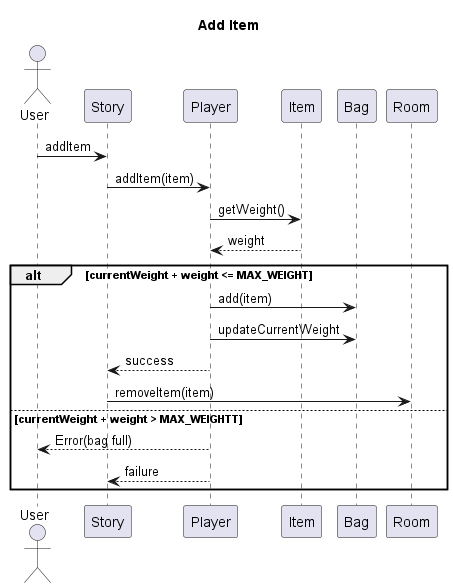 Add Item
User
Story
Player
Item
Bag
Room
addItem
addItem(item)
getWeight()
weight
alt
[currentWeight + weight <= MAX_WEIGHT]
add(item)
updateCurrentWeight
success
removeItem(item)
[currentWeight + weight > MAX_WEIGHTT]
Error(bag full)
failure
User
Story
Player
Item
Bag
Room